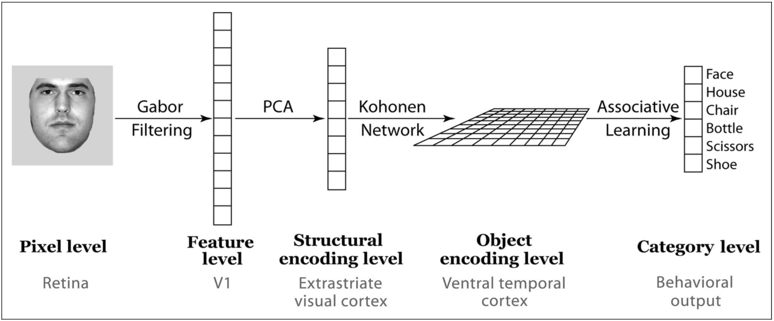 Gabor
Filtering
PCA
Kohonen
Network
Associative
Learning
Face
House
Chair
Bottle
Scissors
Shoe
Pixel level
Feature
level
Structural
encoding level
Object
encoding level
Category level
Retina
V1
Extrastriate
visual cortex
Ventral temporal
cortex
Behavioral
output